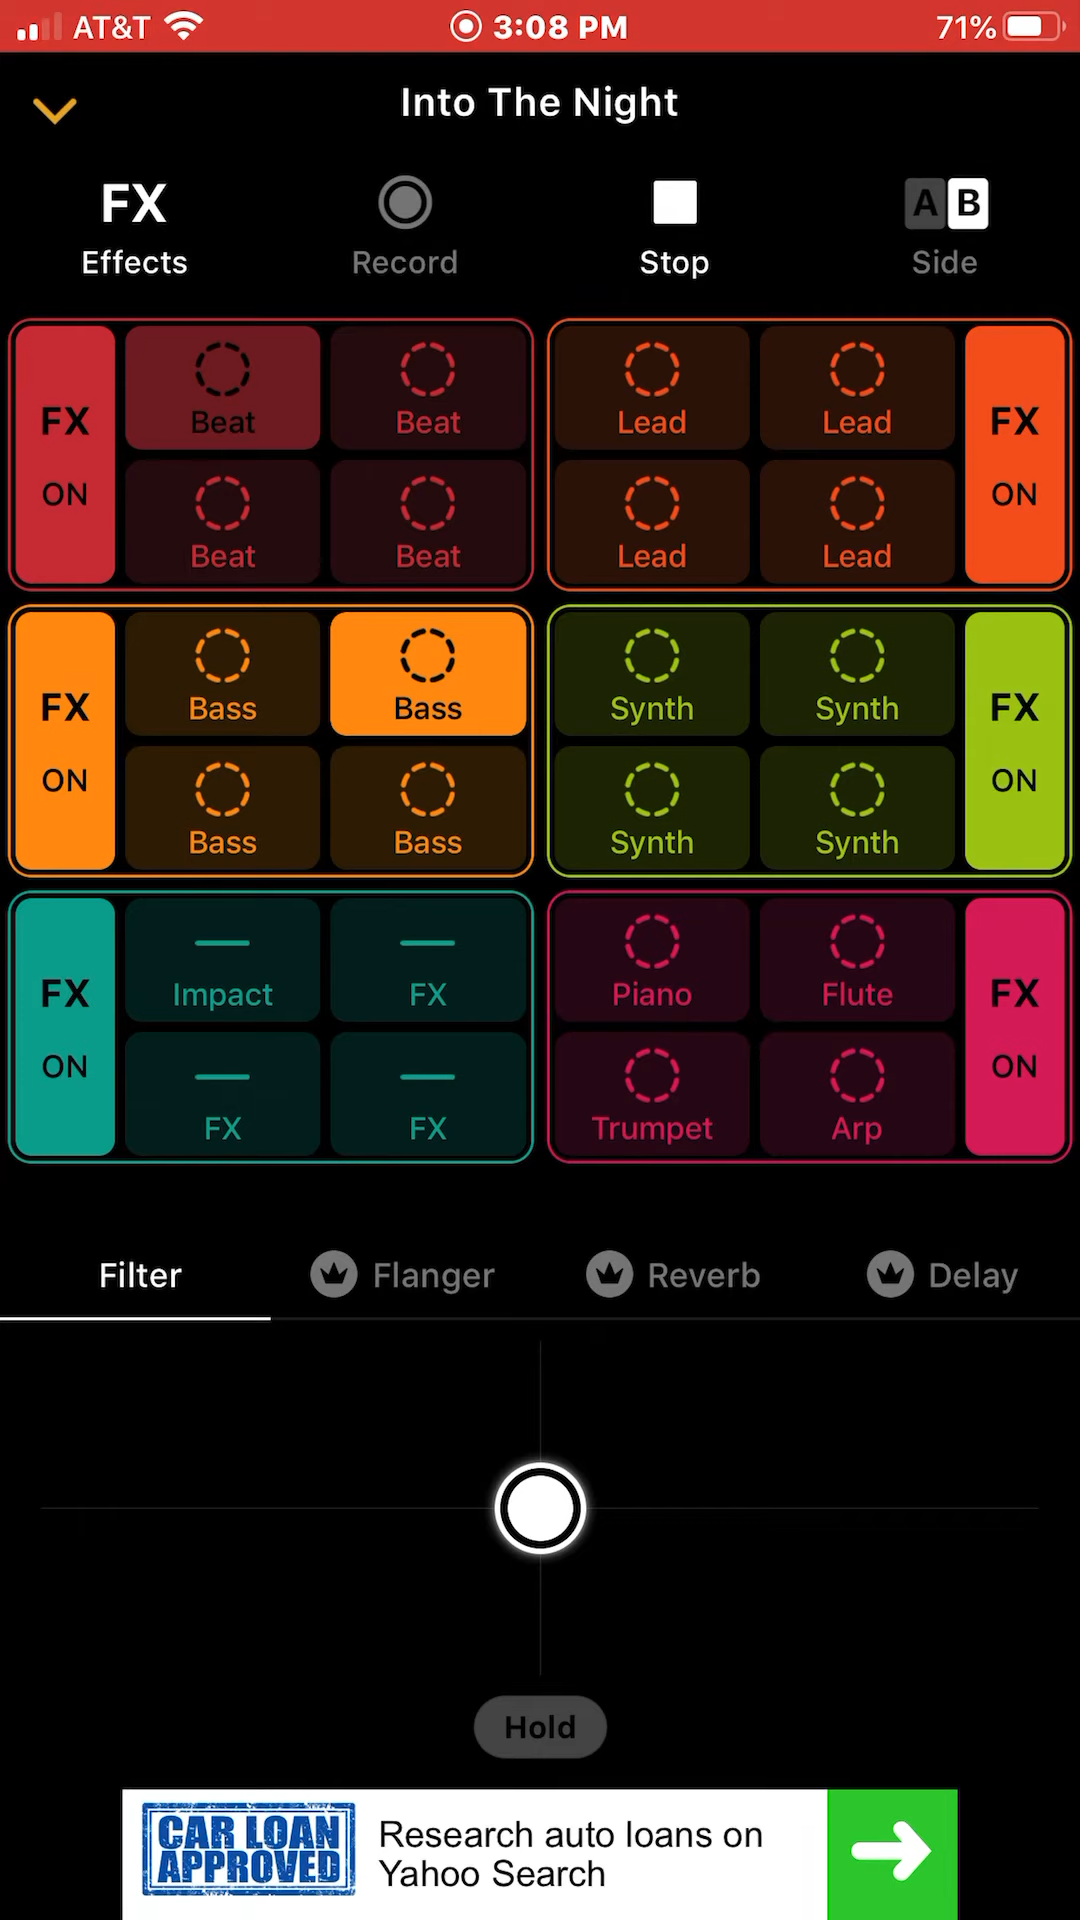 AT&T 3:08 PM 71%
Into The Night
FX A B
Effects Record Stop Side
Beat Beat Lead Lead
FX FX
ON ON
Beat Beat Lead Lead
Bass Bass Synth Synth
FX FX
ON ON
Bass Bass Synth Synth
Impact FX Piano Flute
FX FX
ON ON
FX FX Trumpet Arp
Filter Flanger Reverb Delay
Hold
CAR LOAN
APPROVED
Research auto loans on
Yahoo Search